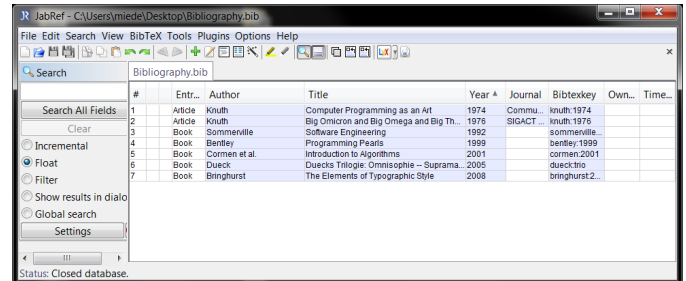 JabRef - C:\Users\miede\Desktop\Bibliography.bib
File Edit Search View BibTeX Tools Plugins Options Help
Search
Bibliography.bib
# Entr... Author Title Year Journal Bibtexkey Own... Time...
Search All Fields
Clear
Incremental
Float
Filter
Show results in dialo
Global search
Settings
1 Article Knuth Computer Programming as an Art 1974 Commu... knuth:1974
2 Article Knuth Big Omicron and Big Omega and Big Th... 1976 SIGACT ... knuth:1976
3 Book Sommerville Software Engineering 1992 sommerville...
4 Book Bentley Programming Pearls 1999 bentley:1999
5 Book Cormen et al. Introduction to Algorithms 2001 cormen:2001
6 Book Dueck Duecks Trilogie: Omnisophie -- Suprama... 2005 dueck:trio
7 Book Bringhurst The Elements of Typographic Style 2008 bringhurst:2...
Status: Closed database.